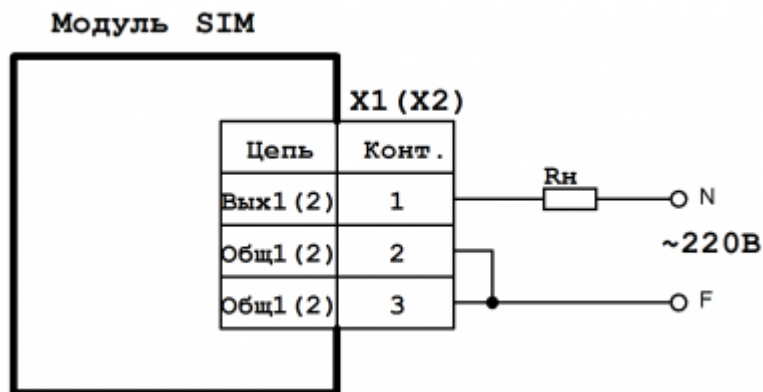 Модуль SIM
X1(X2)
Цепь Конт.
Rн
Вых1(2) 1 N
Общ1(2) 2 ~220В
Общ1(2) 3 F